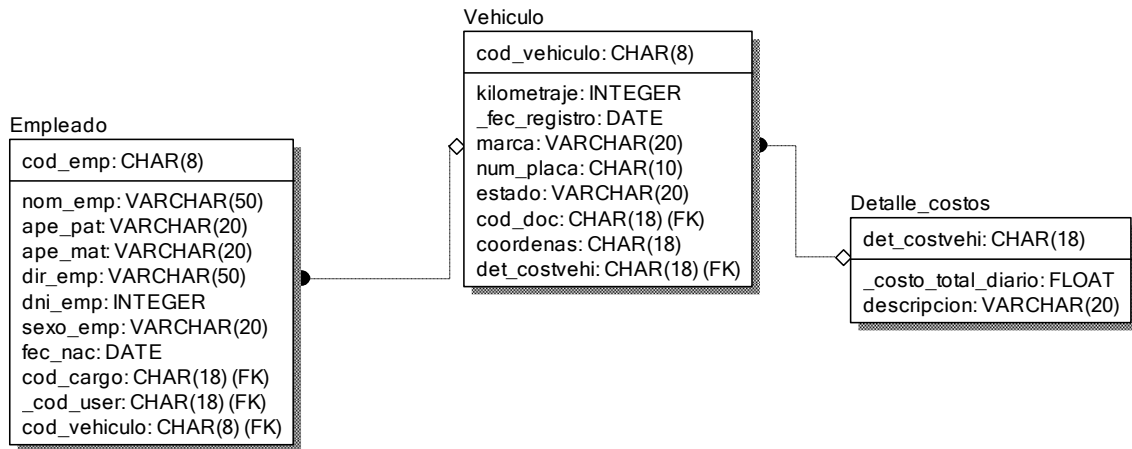 Vehiculo
cod_vehiculo: CHAR(8)
kilometraje: INTEGER
_fec_registro: DATE
marca: VARCHAR(20)
num_placa: CHAR(10)
estado: VARCHAR(20)
cod_doc: CHAR(18) (FK)
coordenas: CHAR(18)
det_costvehi: CHAR(18) (FK)
Empleado
cod_emp: CHAR(8)
nom_emp: VARCHAR(50)
ape_pat: VARCHAR(20)
ape_mat: VARCHAR(20)
dir_emp: VARCHAR(50)
dni_emp: INTEGER
sexo_emp: VARCHAR(20)
fec_nac: DATE
cod_cargo: CHAR(18) (FK)
_cod_user: CHAR(18) (FK)
cod_vehiculo: CHAR(8) (FK)
Detalle_costos
det_costvehi: CHAR(18)
_costo_total_diario: FLOAT
descripcion: VARCHAR(20)